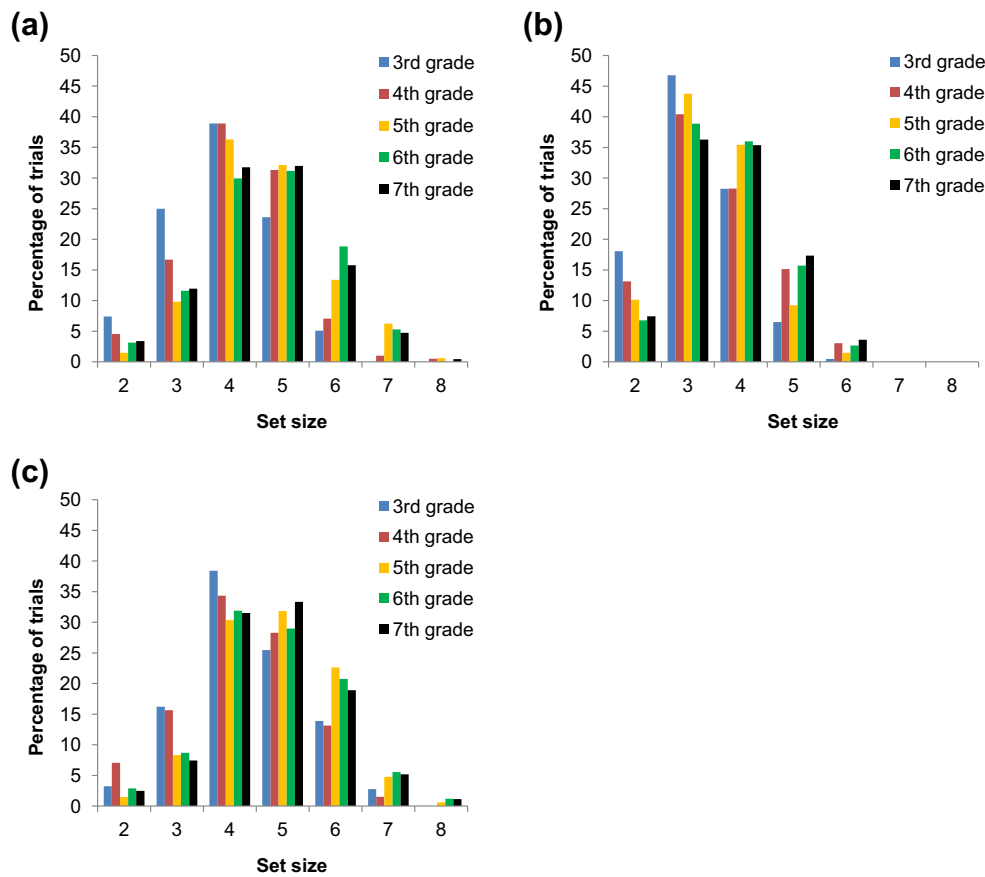 (a)
Percentage of trials
50
45
40
35
30
25
20
15
10
5
0
2 3 4 5 6 7 8
Set size
3rd grade
4th grade
5th grade
6th grade
7th grade
(b)
Percentage of trials
50
45
40
35
30
25
20
15
10
5
0
2 3 4 5 6 7 8
Set size
3rd grade
4th grade
5th grade
6th grade
7th grade
(c)
Percentage of trials
50
45
40
35
30
25
20
15
10
5
0
2 3 4 5 6 7 8
Set size
3rd grade
4th grade
5th grade
6th grade
7th grade